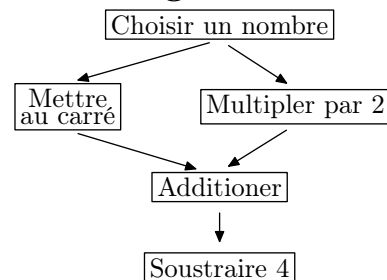 Choisir un nombre
Mettre
au carré
Multipler par 2
Additioner
Soustraire 4